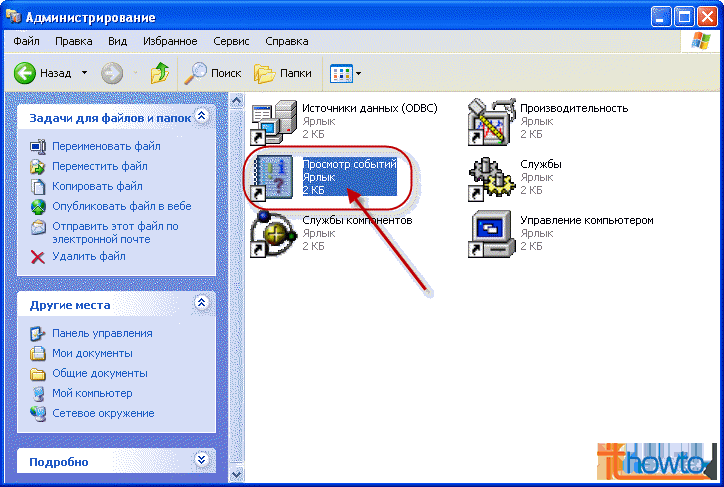 Администрирование
Файл Правка Вид Избранное Сервис Справка
Назад Поиск Папки
Задачи для файлов и папок
Переименовать файл
Переместить файл
Копировать файл
Опубликовать файл в вебе
Отправить этот файл по
электронной почте
Удалить файл
Другие места
Панель управления
Мои документы
Общие документы
Мой компьютер
Сетевое окружение
Подробно
Источники данных (ODBC)
Ярлык
2 КБ
Производительность
Ярлык
2 КБ
Просмотр событий
Ярлык
2 КБ
Службы
Ярлык
2 КБ
Службы компонентов
Ярлык
2 КБ
Управление компьютером
Ярлык
2 КБ
ithowto